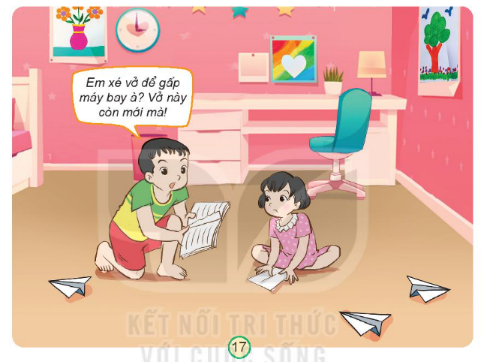 Em xé vở để gấp
máy bay à? Vở này
còn mới mà!
KẾT NỐI TRI THỨC
VỚI CUỘC SỐNG
17